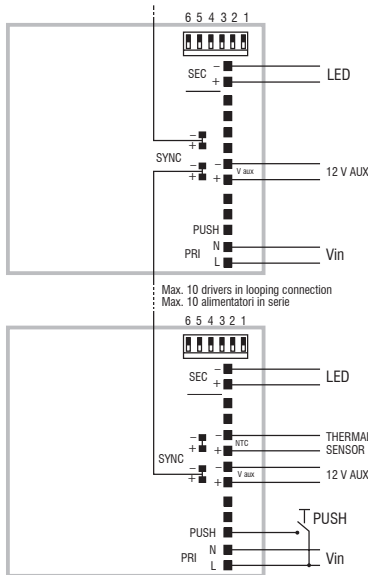 6 5 4 3 2 1
SEC
–
+
LED
–
+
SYNC
–
+
–
+
V aux
12 V AUX
PUSH
PRI
N
L
Vin
Max. 10 drivers in looping connection
Max. 10 alimentatori in serie
6 5 4 3 2 1
SEC
–
+
LED
–
+
–
+
NTC
THERMAL
SENSOR
SYNC
–
+
–
+
V aux
12 V AUX
PUSH
PUSH
PRI
N
L
Vin